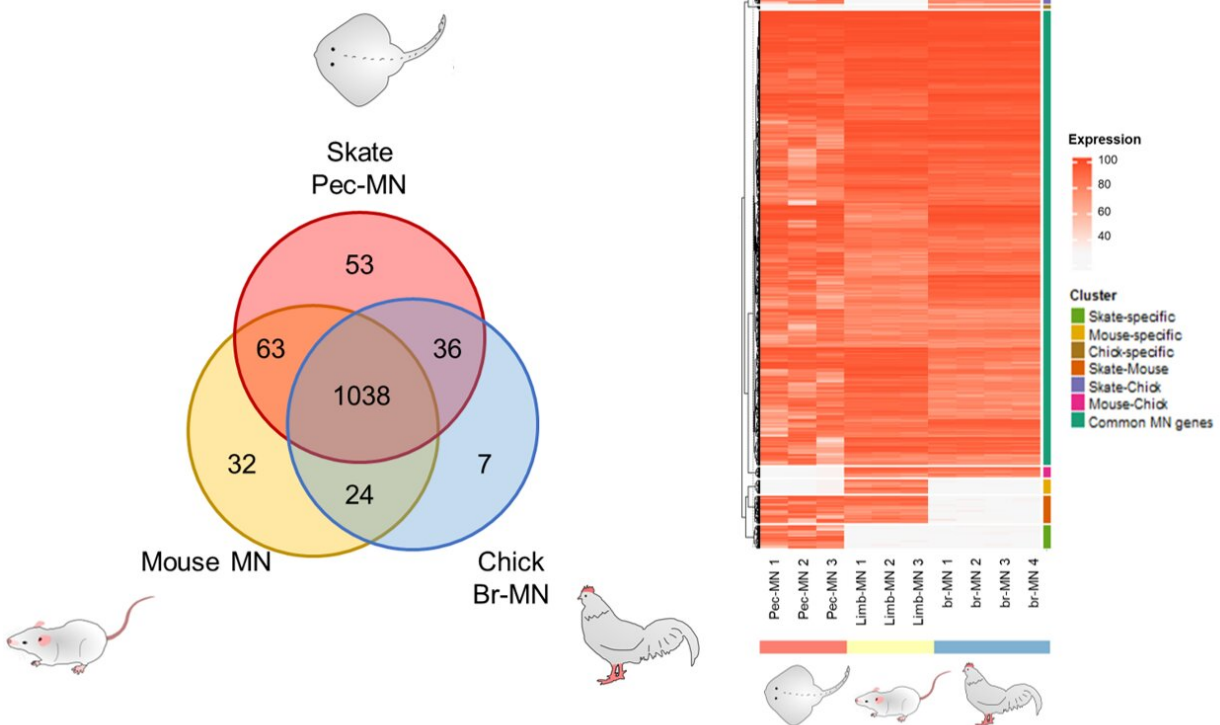 Skate
Pec-MN
53
63
36
1038
32
7
24
Mouse MN
Chick
Br-MN
Expression
100
80
60
40
Cluster
Skate-specific
Mouse-specific
Chick-specific
Skate-Mouse
Skate-Chick
Mouse-Chick
Common MN genes
Pec-MN 1
Pec-MN 2
Pec-MN 3
Limb-MN 1
Limb-MN 2
Limb-MN 3
br-MN 1
br-MN 2
br-MN 3
br-MN 4